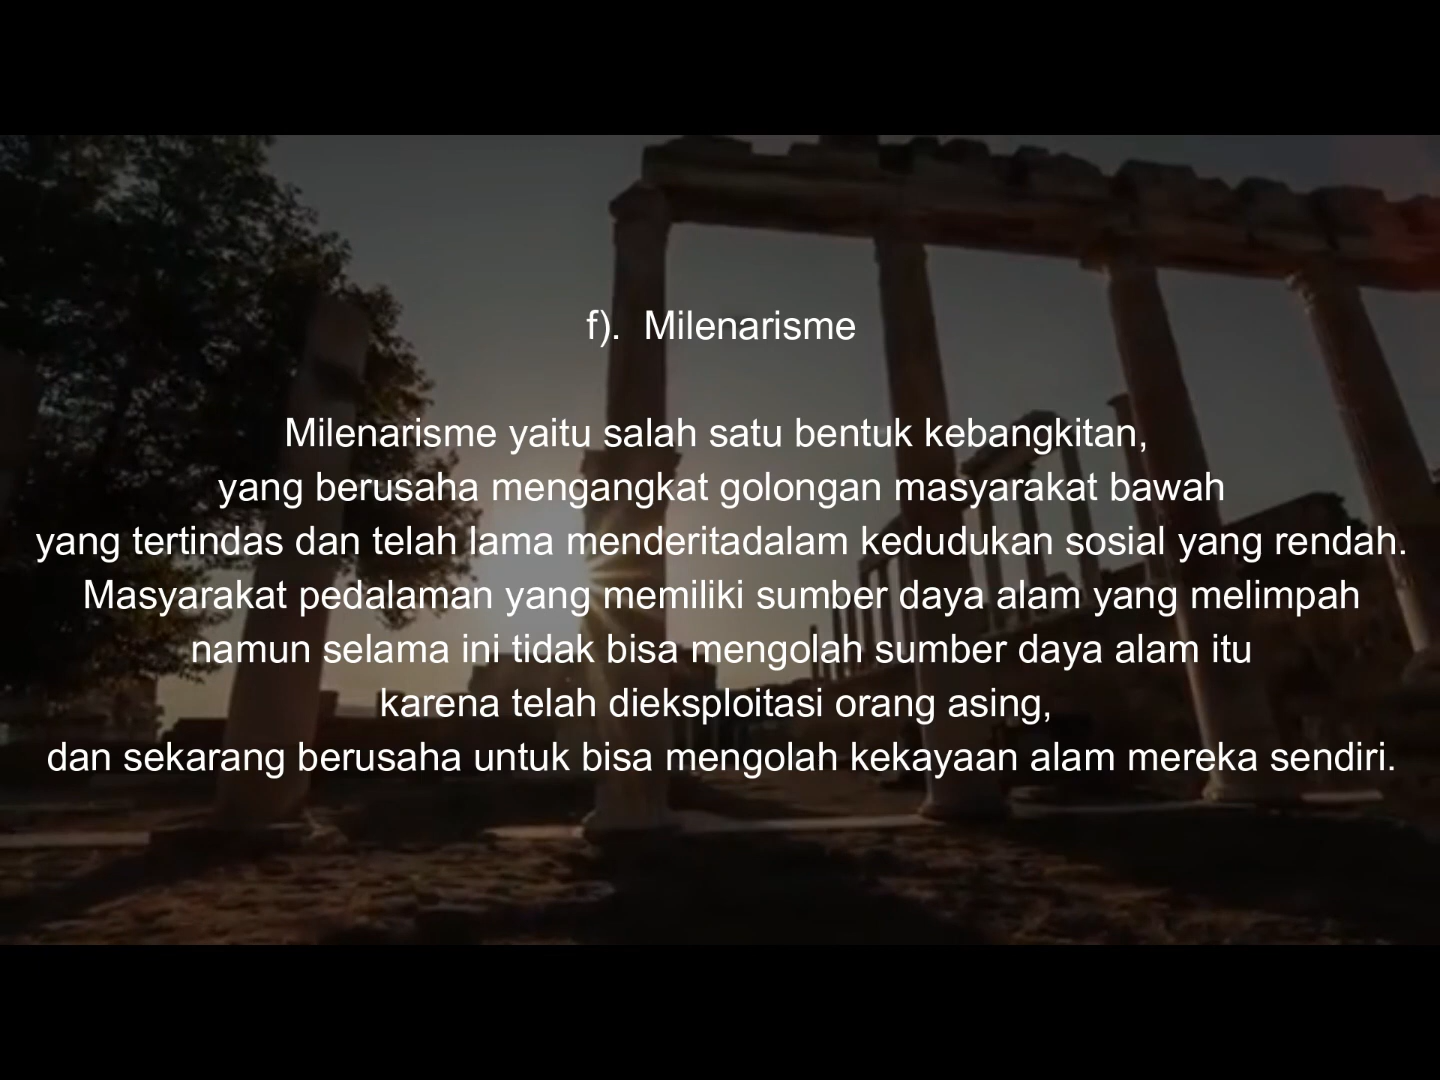 f).  Milenarisme
Milenarisme yaitu salah satu bentuk kebangkitan,
yang berusaha mengangkat golongan masyarakat bawah
yang tertindas dan telah lama menderitadalam kedudukan sosial yang rendah.
Masyarakat pedalaman yang memiliki sumber daya alam yang melimpah
namun selama ini tidak bisa mengolah sumber daya alam itu
karena telah dieksploitasi orang asing,
dan sekarang berusaha untuk bisa mengolah kekayaan alam mereka sendiri.